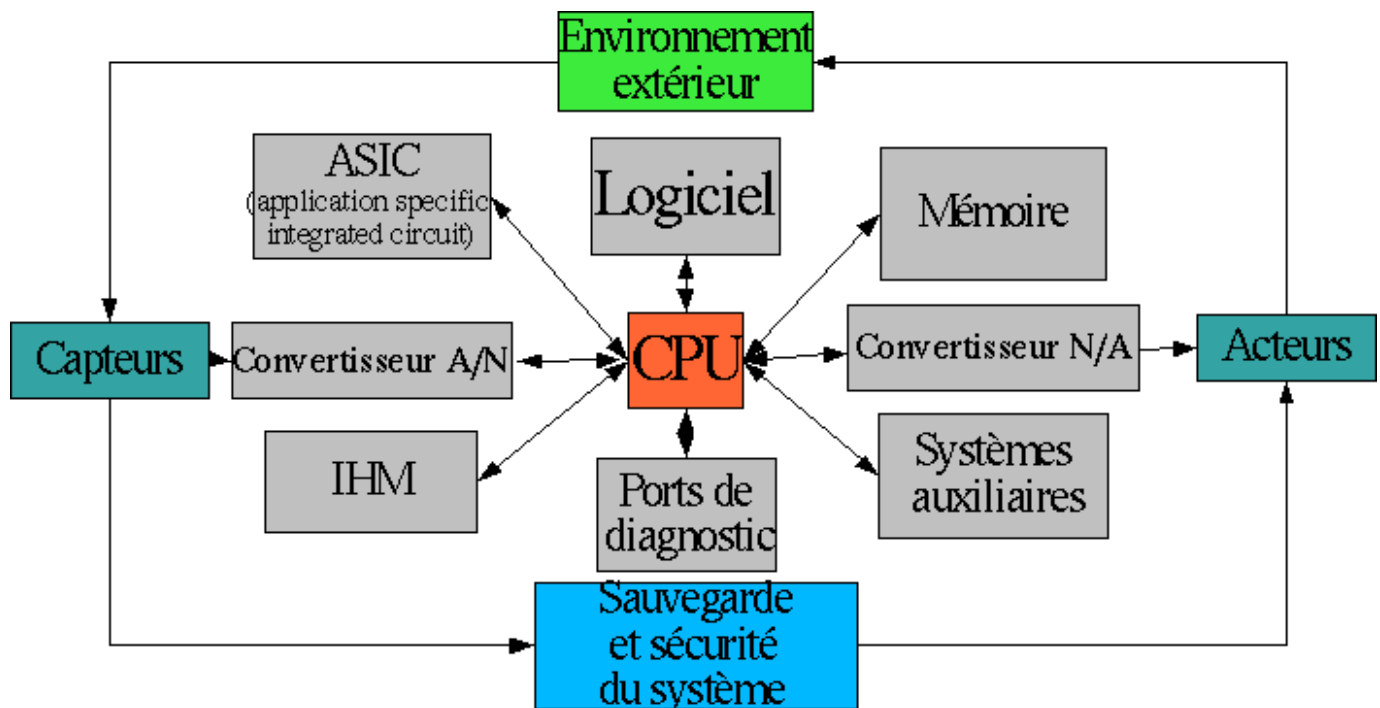 Environnement
extérieur
ASIC
(application specific
integrated circuit)
Logiciel
Mémoire
Capteurs
Convertisseur A/N
CPU
Convertisseur N/A
Acteurs
IHM
Ports de
diagnostic
Systèmes
auxiliaires
Sauvegarde
et sécurité
du système